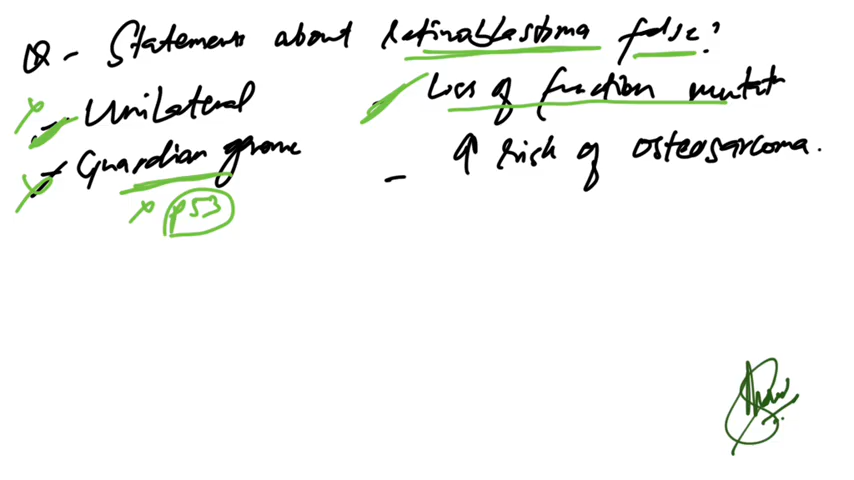 Q - Statements about retinoblastoma false?
- Unilateral
- Guardian genome
x p53
- Loss of function mutat
- ↑ risk of osteosarcoma.